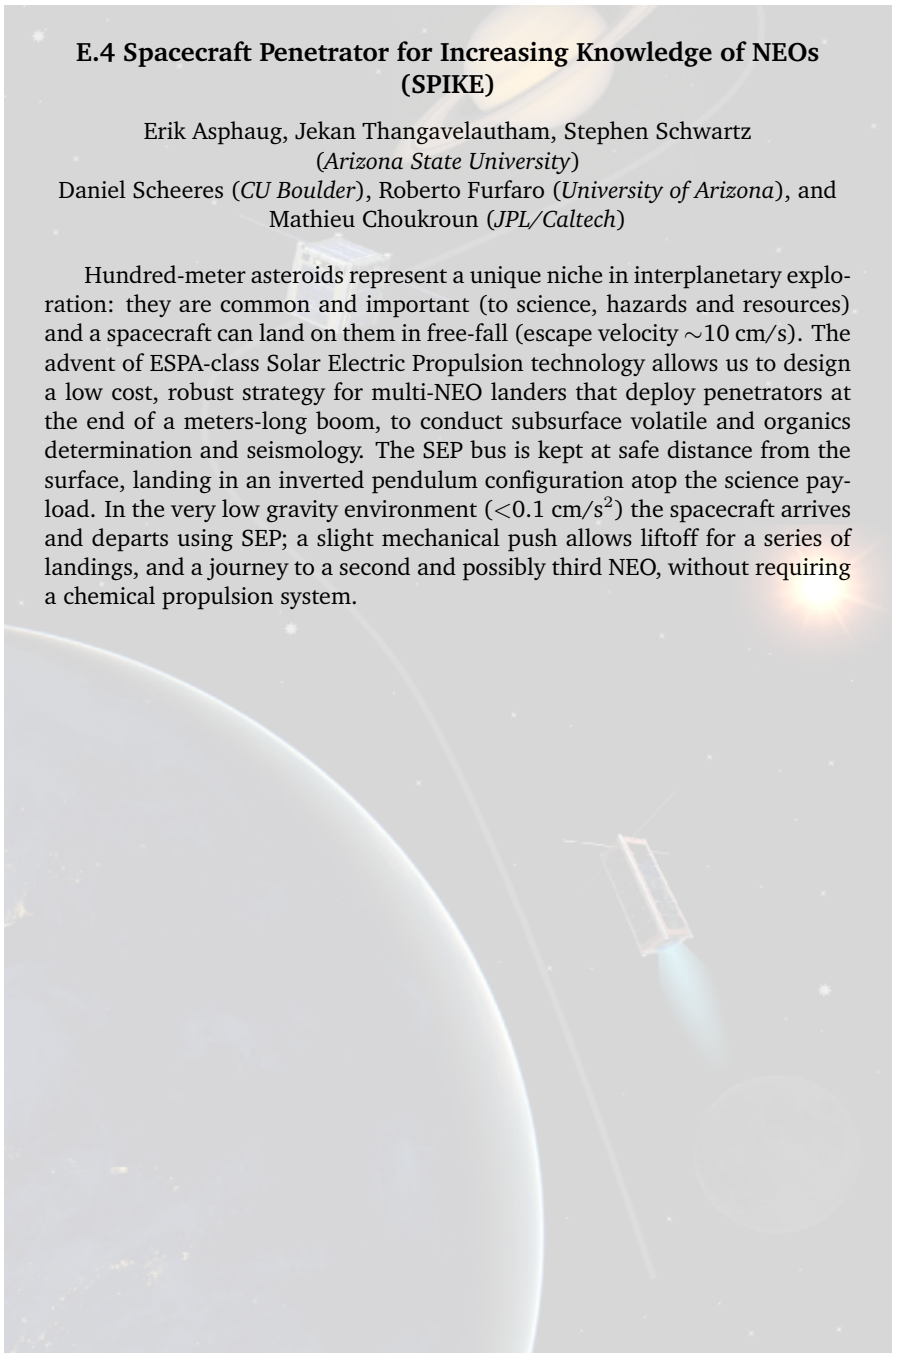 E.4 Spacecraft Penetrator for Increasing Knowledge of NEOs
(SPIKE)
Erik Asphaug, Jekan Thangavelautham, Stephen Schwartz
(Arizona State University)
Daniel Scheeres (CU Boulder), Roberto Furfaro (University of Arizona), and
Mathieu Choukroun (JPL/Caltech)
Hundred-meter asteroids represent a unique niche in interplanetary explo-
ration: they are common and important (to science, hazards and resources)
and a spacecraft can land on them in free-fall (escape velocity ∼10 cm/s). The
advent of ESPA-class Solar Electric Propulsion technology allows us to design
a low cost, robust strategy for multi-NEO landers that deploy penetrators at
the end of a meters-long boom, to conduct subsurface volatile and organics
determination and seismology. The SEP bus is kept at safe distance from the
surface, landing in an inverted pendulum configuration atop the science pay-
load. In the very low gravity environment (<0.1 cm/s²) the spacecraft arrives
and departs using SEP; a slight mechanical push allows liftoff for a series of
landings, and a journey to a second and possibly third NEO, without requiring
a chemical propulsion system.